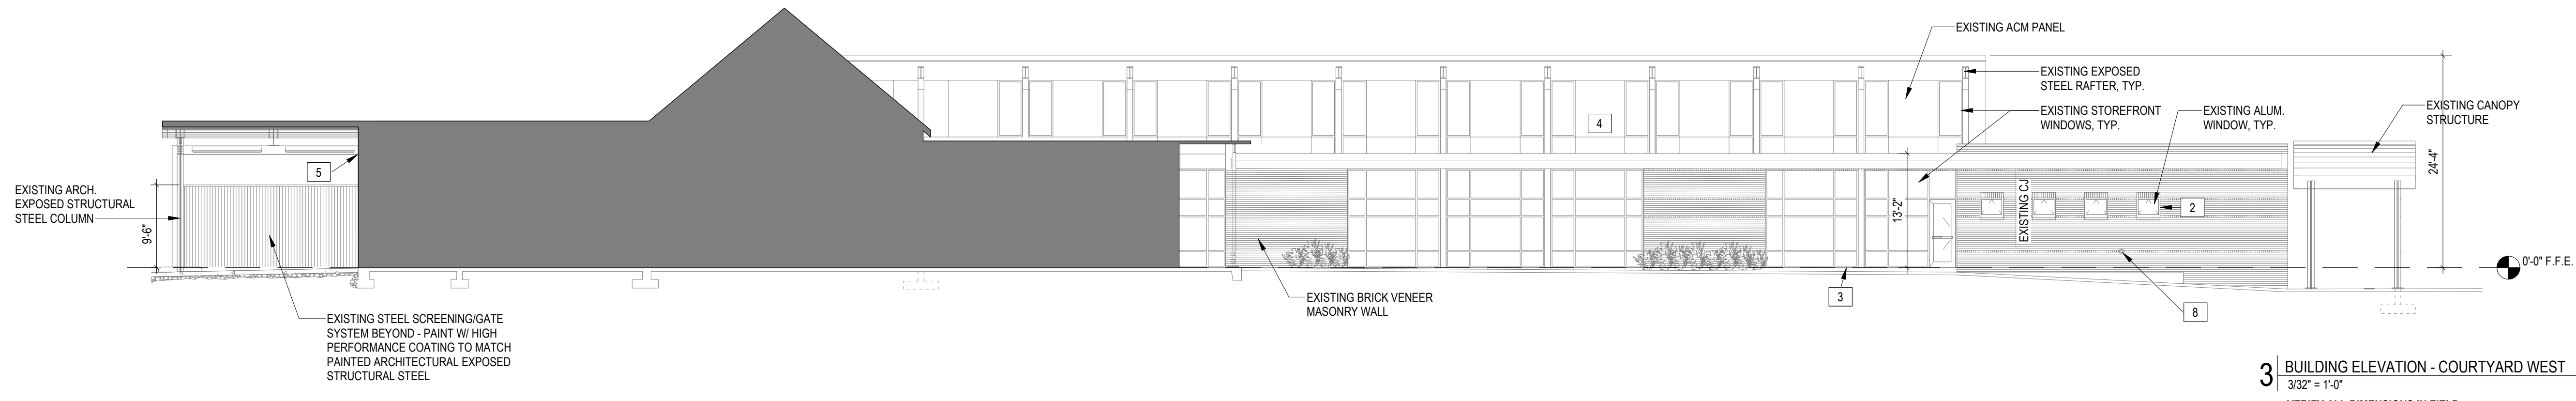 EXISTING ACM PANEL
EXISTING EXPOSED
STEEL RAFTER, TYP.
EXISTING STOREFRONT
WINDOWS, TYP.
EXISTING ALUM.
WINDOW, TYP.
EXISTING CANOPY
STRUCTURE
24'-4"
4
5
EXISTING ARCH.
EXPOSED STRUCTURAL
STEEL COLUMN
9'-6"
13'-2"
EXISTING CJ
2
0'-0" F.F.E.
3
8
EXISTING BRICK VENEER
MASONRY WALL
EXISTING STEEL SCREENING/GATE
SYSTEM BEYOND - PAINT W/ HIGH
PERFORMANCE COATING TO MATCH
PAINTED ARCHITECTURAL EXPOSED
STRUCTURAL STEEL
3 BUILDING ELEVATION - COURTYARD WEST
3/32" = 1'-0"